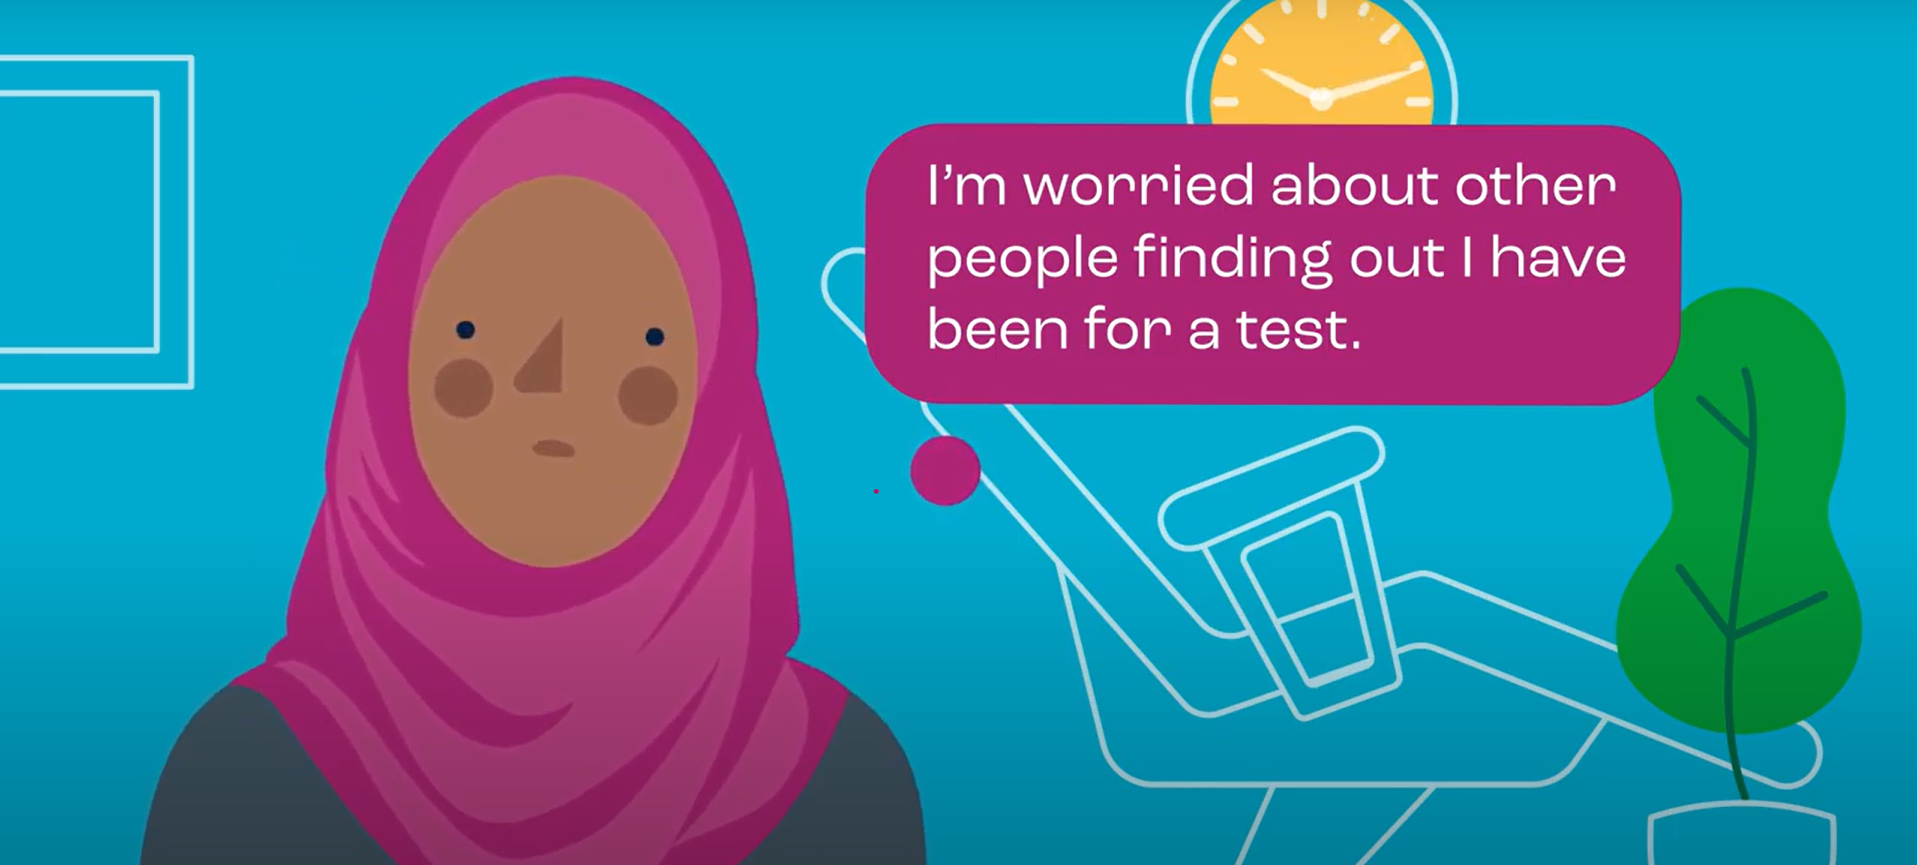 I’m worried about other
people finding out I have
been for a test.